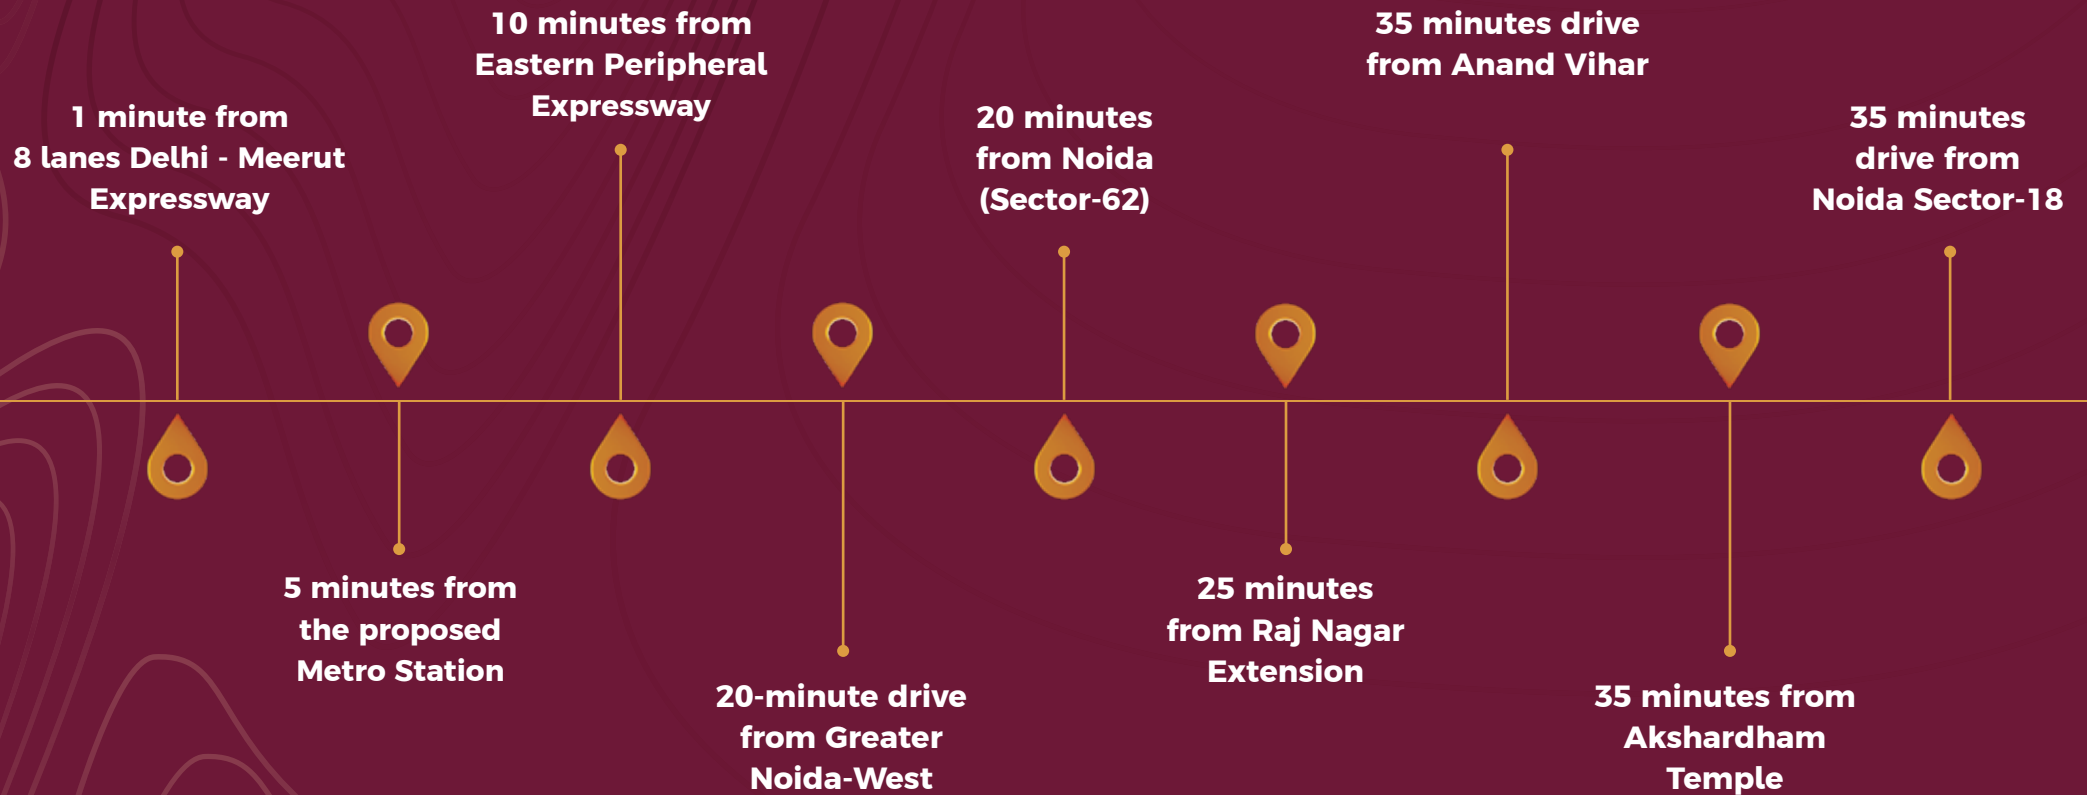 1 minute from
8 lanes Delhi - Meerut
Expressway
5 minutes from
the proposed
Metro Station
10 minutes from
Eastern Peripheral
Expressway
20-minute drive
from Greater
Noida-West
20 minutes
from Noida
(Sector-62)
25 minutes
from Raj Nagar
Extension
35 minutes drive
from Anand Vihar
35 minutes from
Akshardham
Temple
35 minutes
drive from
Noida Sector-18